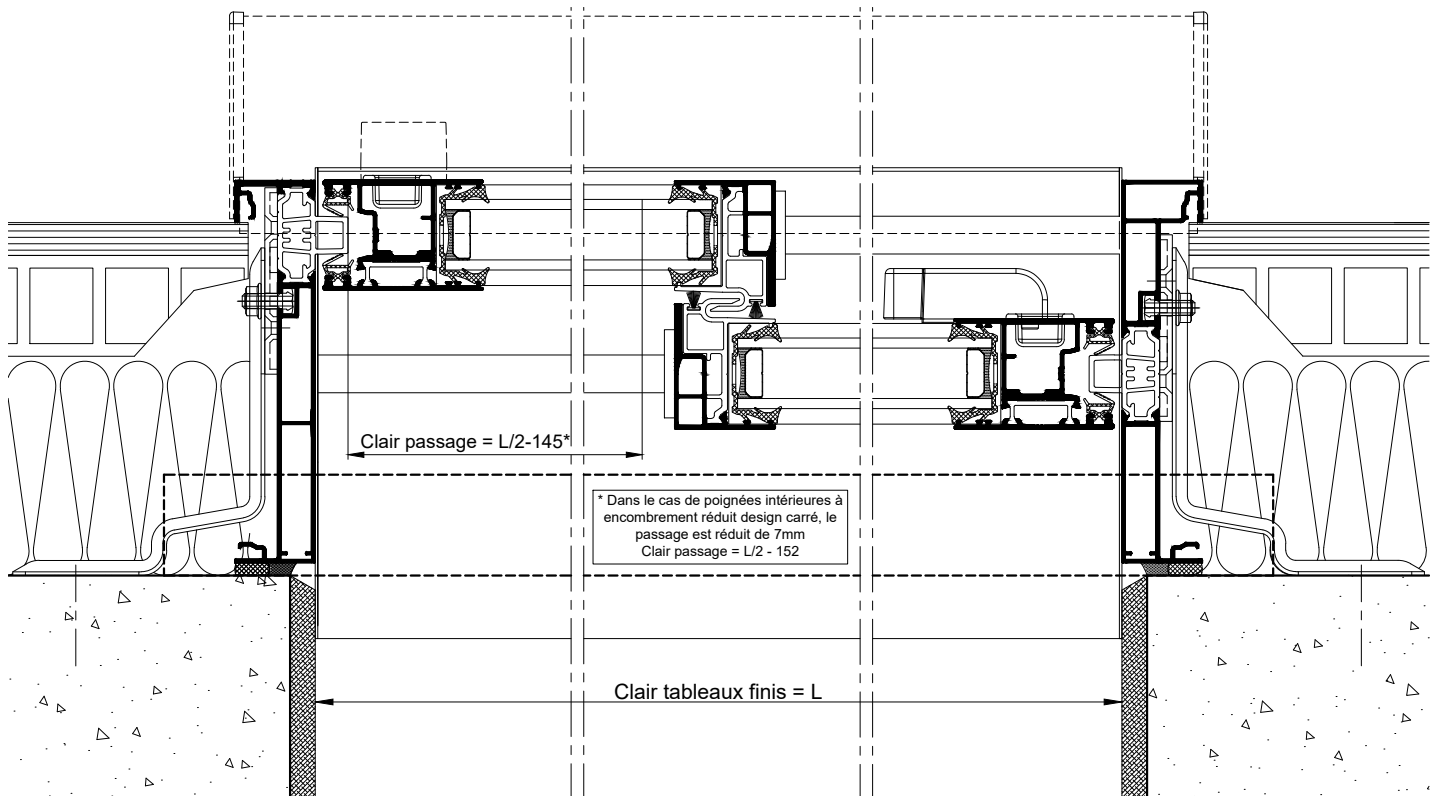 Clair passage = L/2-145*
* Dans le cas de poignées intérieures à
encombrement réduit design carré, le
passage est réduit de 7mm
Clair passage = L/2 - 152
Clair tableaux finis = L